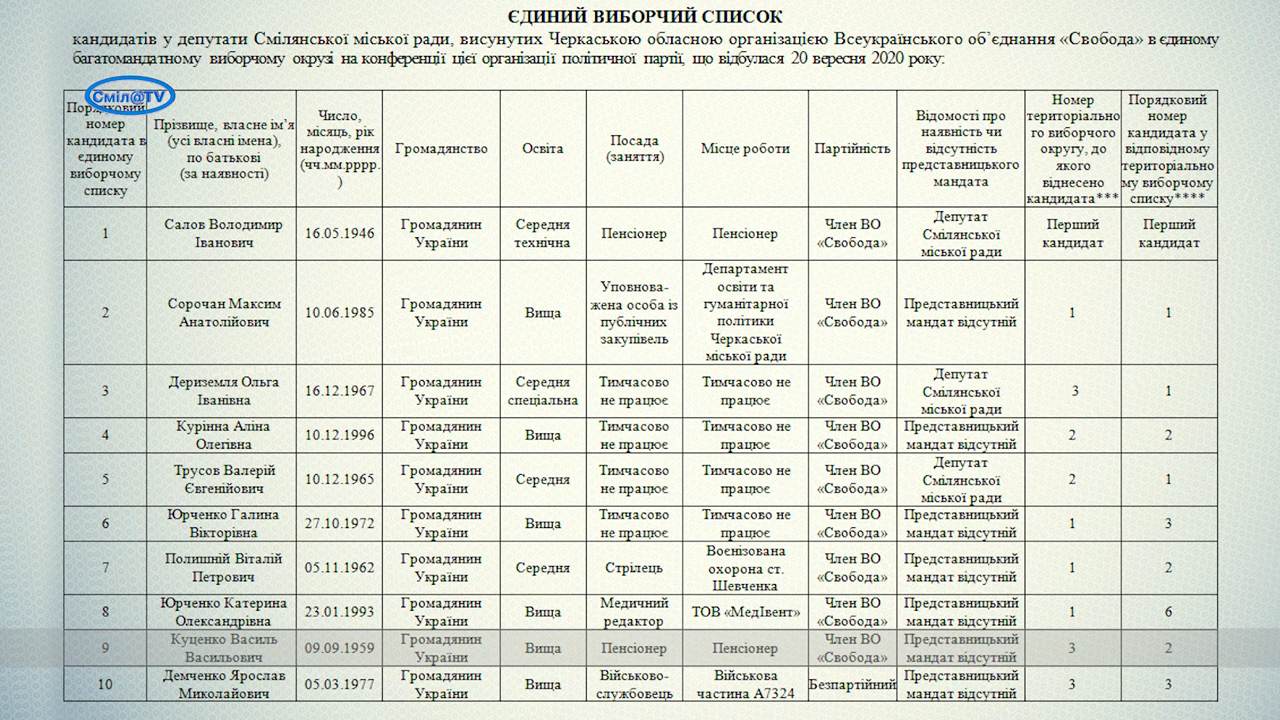 ЄДИНИЙ ВИБОРЧИЙ СПИСОК
кандидатів у депутати Смілянської міської ради, висунутих Черкаською обласною організацією Всеукраїнського об’єднання «Свобода» в єдиному
багатомандатному виборчому окрузі на конференції цієї організації політичної партії, що відбулася 20 вересня 2020 року:
Сміл@TV
Порядковий
номер
кандидата в
єдиному
виборчому
списку
Прізвище, власне ім’я
(усі власні імена),
по батькові
(за наявності)
Число,
місяць, рік
народження
(чч.мм.рррр.
)
Громадянство
Освіта
Посада
(заняття)
Місце роботи
Партійність
Відомості про
наявність чи
відсутність
представницького
мандата
Номер
територіально
го виборчого
округу, до
якого
віднесено
кандидата***
Порядковий
номер
кандидата у
відповідному
територіально
му виборчому
списку****
1
Салов Володимир
Іванович
16.05.1946
Громадянин
України
Середня
технічна
Пенсіонер
Пенсіонер
Член ВО
«Свобода»
Депутат
Смілянської
міської ради
Перший
кандидат
Перший
кандидат
2
Сорочан Максим
Анатолійович
10.06.1985
Громадянин
України
Вища
Уповнова-
жена особа із
публічних
закупівель
Департамент
освіти та
гуманітарної
політики
Черкаської
міської ради
Член ВО
«Свобода»
Представницький
мандат відсутній
1
1
3
Дериземля Ольга
Іванівна
16.12.1967
Громадянин
України
Середня
спеціальна
Тимчасово
не працює
Тимчасово не
працює
Член ВО
«Свобода»
Депутат
Смілянської
міської ради
3
1
4
Курінна Аліна
Олегівна
10.12.1996
Громадянин
України
Вища
Тимчасово
не працює
Тимчасово не
працює
Член ВО
«Свобода»
Представницький
мандат відсутній
2
2
5
Трусов Валерій
Євгенійович
10.12.1965
Громадянин
України
Середня
Тимчасово
не працює
Тимчасово не
працює
Член ВО
«Свобода»
Депутат
Смілянської
міської ради
2
1
6
Юрченко Галина
Вікторівна
27.10.1972
Громадянин
України
Вища
Тимчасово
не працює
Тимчасово не
працює
Член ВО
«Свобода»
Представницький
мандат відсутній
1
3
7
Полишній Віталій
Петрович
05.11.1962
Громадянин
України
Середня
Стрілець
Воєнізована
охорона ст.
Шевченка
Член ВО
«Свобода»
Представницький
мандат відсутній
1
2
8
Юрченко Катерина
Олександрівна
23.01.1993
Громадянин
України
Вища
Медичний
редактор
ТОВ «МедІвент»
Член ВО
«Свобода»
Представницький
мандат відсутній
1
6
9
Куценко Василь
Васильович
09.09.1959
Громадянин
України
Вища
Пенсіонер
Пенсіонер
Член ВО
«Свобода»
Представницький
мандат відсутній
3
2
10
Демченко Ярослав
Миколайович
05.03.1977
Громадянин
України
Вища
Військово-
службовець
Військова
частина А7324
Безпартійний
Представницький
мандат відсутній
3
3